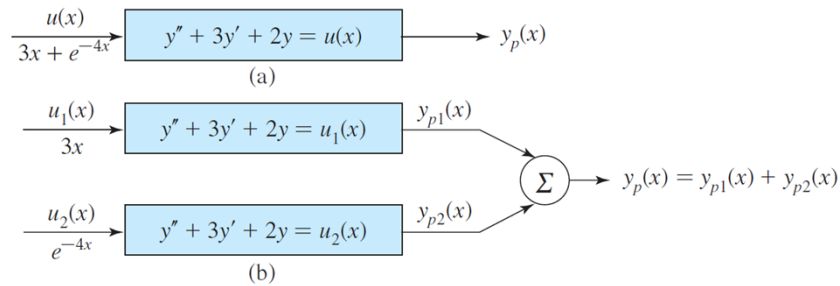 u(x)
3x + e^{-4x}
y″ + 3y′ + 2y = u(x)
y_p(x)
(a)
u_1(x)
3x
y″ + 3y′ + 2y = u_1(x)
y_{p1}(x)
Σ
y_p(x) = y_{p1}(x) + y_{p2}(x)
u_2(x)
e^{-4x}
y″ + 3y′ + 2y = u_2(x)
y_{p2}(x)
(b)